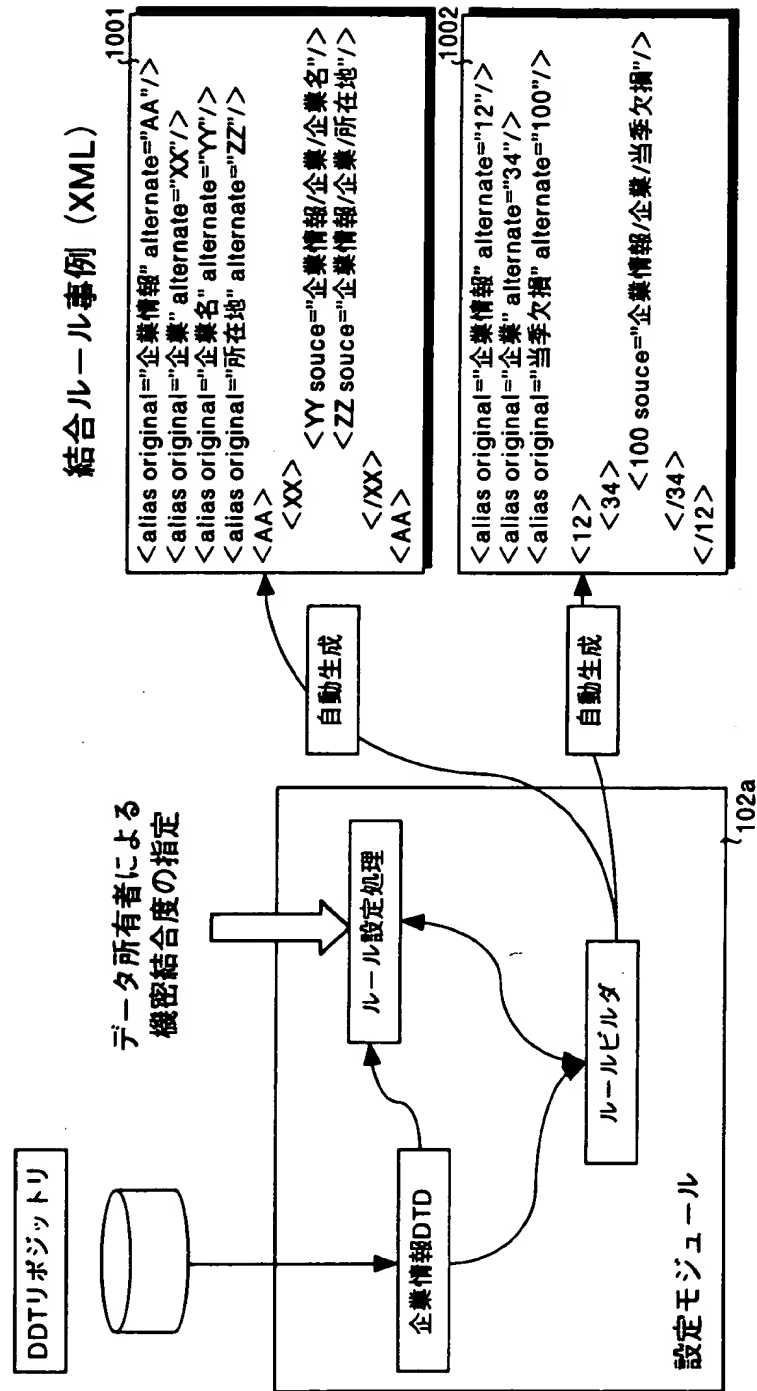 結合ルール事例 (XML)
DDTリポジットリ
データ所有者による
機密結合度の指定
企業情報DTD
ルール設定処理
ルールビルダ
設定モジュール
102a
自動生成
自動生成
1001
<alias original="企業情報" alternate="AA"/>
<alias original="企業" alternate="XX"/>
<alias original="企業名" alternate="YY"/>
<alias original="所在地" alternate="ZZ"/>
<AA>
<XX>
<YY souce="企業情報/企業/企業名"/>
<ZZ souce="企業情報/企業/所在地"/>
</XX>
<AA>
1002
<alias original="企業情報" alternate="12"/>
<alias original="企業" alternate="34"/>
<alias original="当季欠損" alternate="100"/>
<12>
<34>
<100 souce="企業情報/企業/当季欠損"/>
</34>
</12>